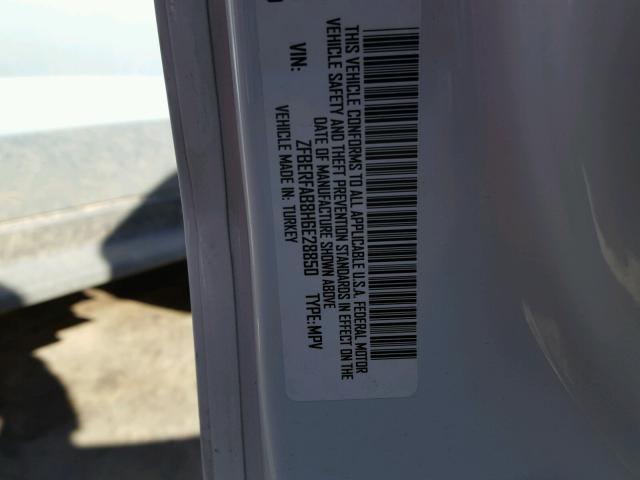 THIS VEHICLE CONFORMS TO ALL APPLICABLE U.S.A. FEDERAL MOTOR
VEHICLE SAFETY AND THEFT PREVENTION STANDARDS IN EFFECT ON THE
DATE OF MANUFACTURE SHOWN ABOVE
VIN: ZFBERFAB8H6E28850 TYPE:MPV
VEHICLE MADE IN: TURKEY